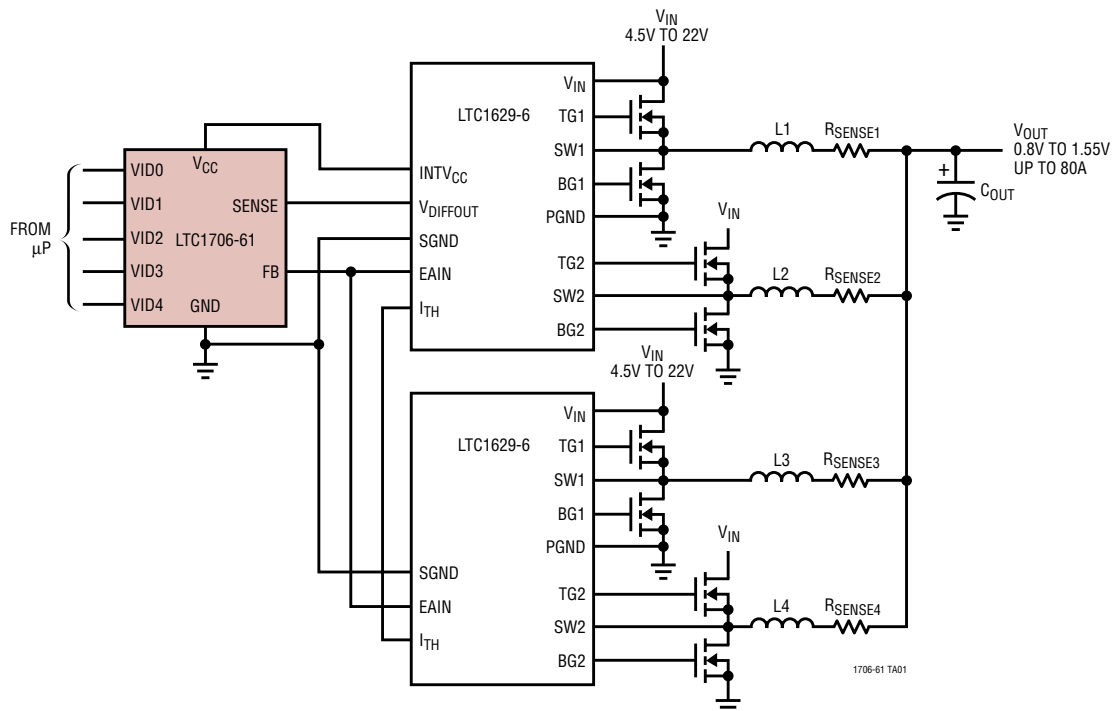 VIN
4.5V TO 22V
VIN
LTC1629-6
TG1
SW1
BG1
PGND
TG2
SW2
BG2
INTVCC
VDIFFOUT
SGND
EAIN
ITH
L1
RSENSE1
VOUT
0.8V TO 1.55V
UP TO 80A
+
COUT
VIN
L2
RSENSE2
FROM
µP
VID0
VID1
VID2
VID3
VID4
VCC
SENSE
LTC1706-61
FB
GND
VIN
4.5V TO 22V
VIN
LTC1629-6
TG1
SW1
BG1
PGND
TG2
SW2
BG2
SGND
EAIN
ITH
L3
RSENSE3
VIN
L4
RSENSE4
1706-61 TA01